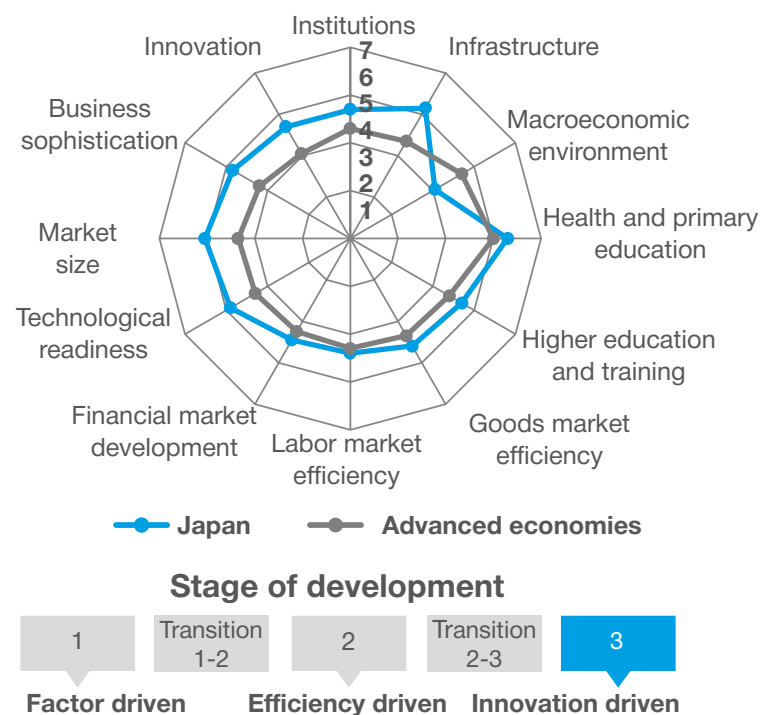 Institutions
Innovation
Infrastructure
Business
sophistication
Macroeconomic
environment
7
6
5
4
3
2
1
Market
size
Health and primary
education
Technological
readiness
Higher education
and training
Financial market
development
Labor market
efficiency
Goods market
efficiency
Japan
Advanced economies
Stage of development
1
Transition
1-2
2
Transition
2-3
3
Factor driven
Efficiency driven
Innovation driven